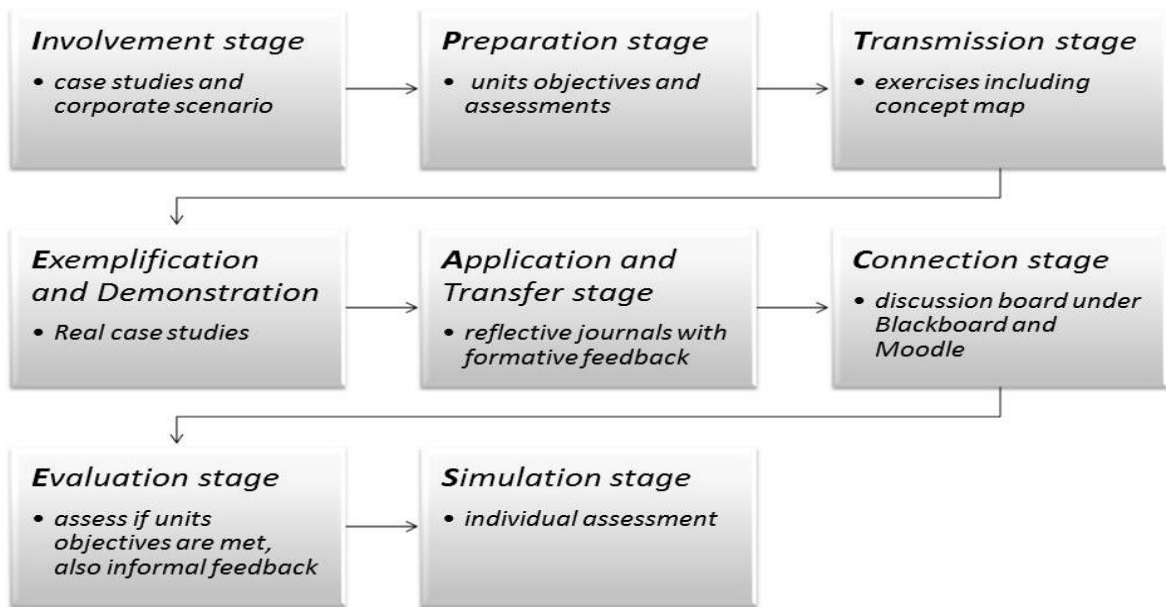 Involvement stage
• case studies and
corporate scenario
Preparation stage
• units objectives and
assessments
Transmission stage
• exercises including
concept map
Exemplification
and Demonstration
• Real case studies
Application and
Transfer stage
• reflective journals with
formative feedback
Connection stage
• discussion board under
Blackboard and
Moodle
Evaluation stage
• assess if units
objectives are met,
also informal feedback
Simulation stage
• individual assessment